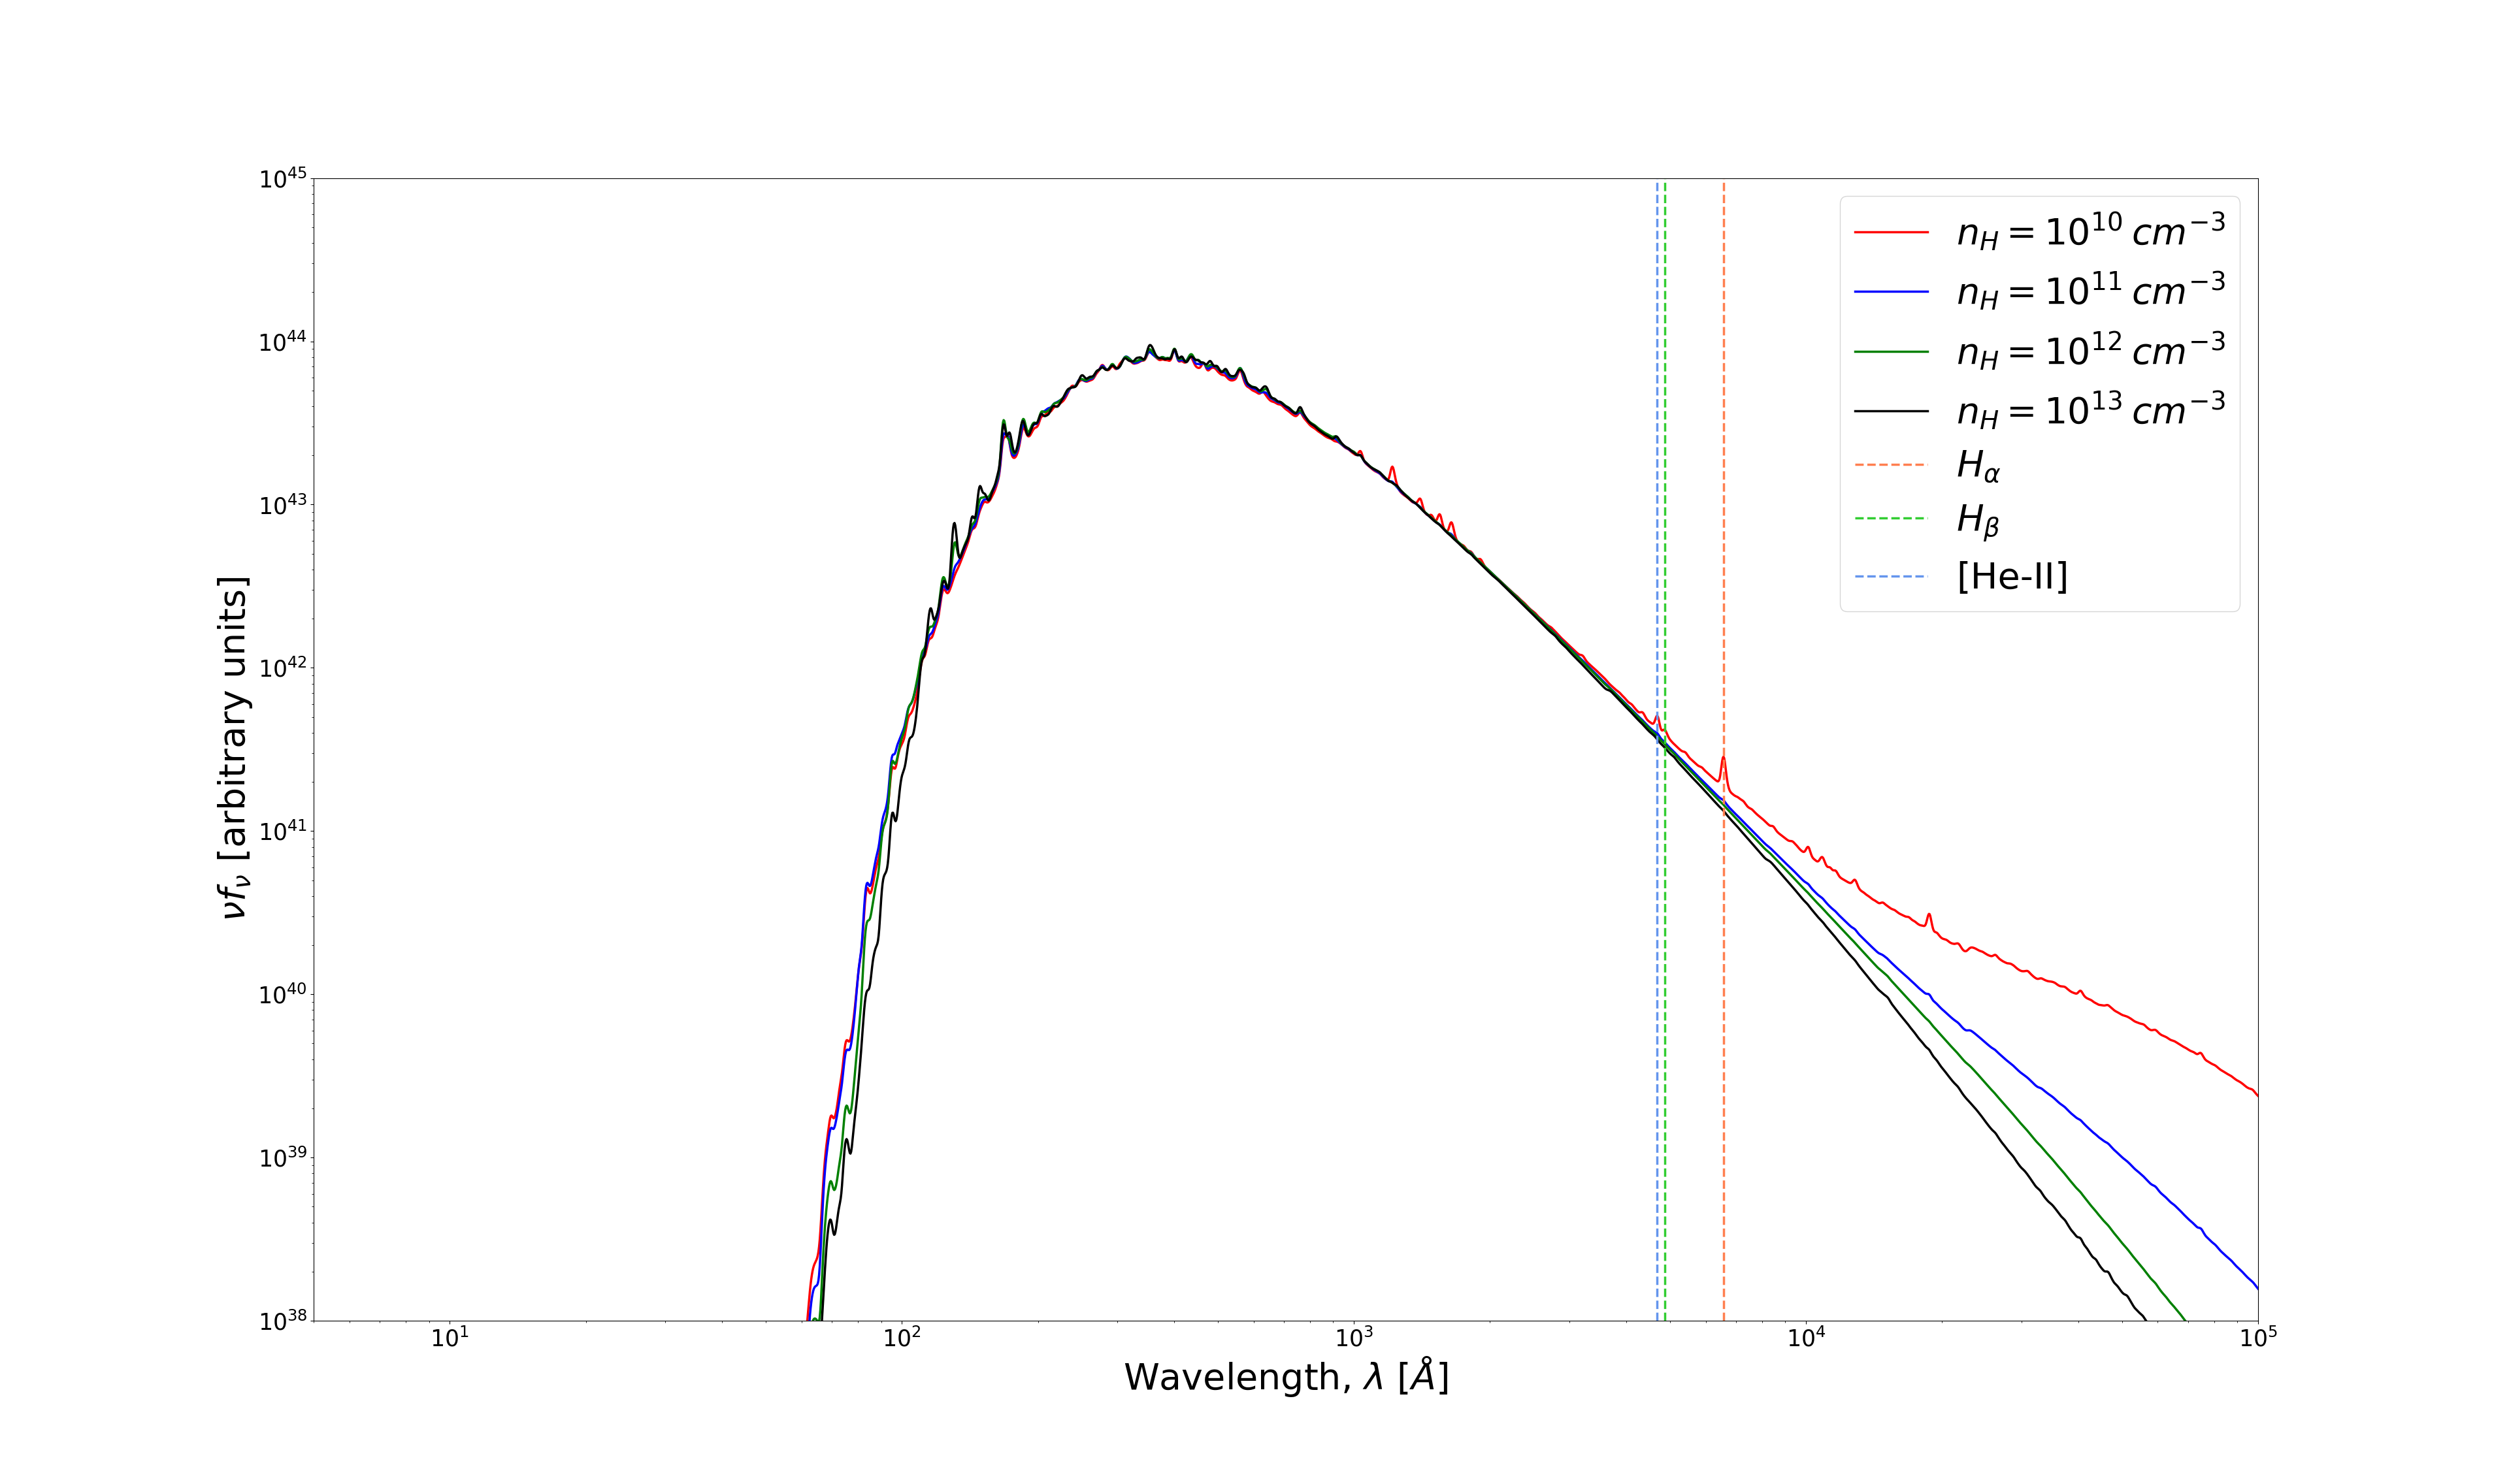 10^45
10^44
10^43
10^42
10^41
10^40
10^39
10^38
νf_ν, [arbitrary units]
10^1 10^2 10^3 10^4 10^5
Wavelength, λ [Å]
n_H = 10^10 cm^−3
n_H = 10^11 cm^−3
n_H = 10^12 cm^−3
n_H = 10^13 cm^−3
H_α
H_β
[He-II]